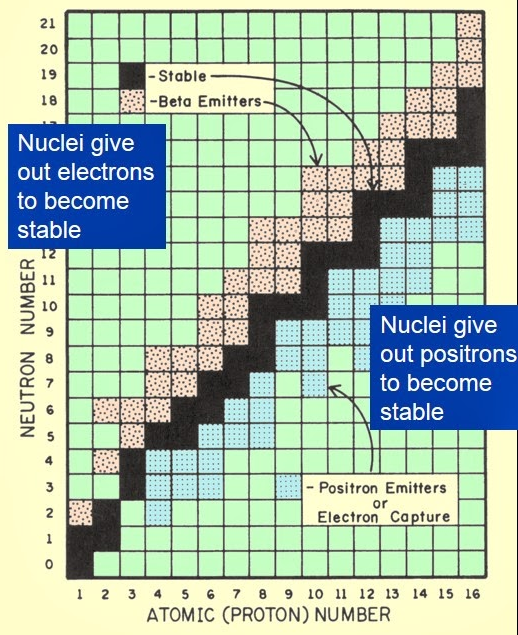 21
20
19
18
- Stable
- Beta Emitters
Nuclei give
out electrons
to become
stable
12
11
10
9
8
7
6
5
4
3
2
1
0
NEUTRON NUMBER
Nuclei give
out positrons
to become
stable
- Positron Emitters
or
Electron Capture
1 2 3 4 5 6 7 8 9 10 11 12 13 14 15 16
ATOMIC (PROTON) NUMBER